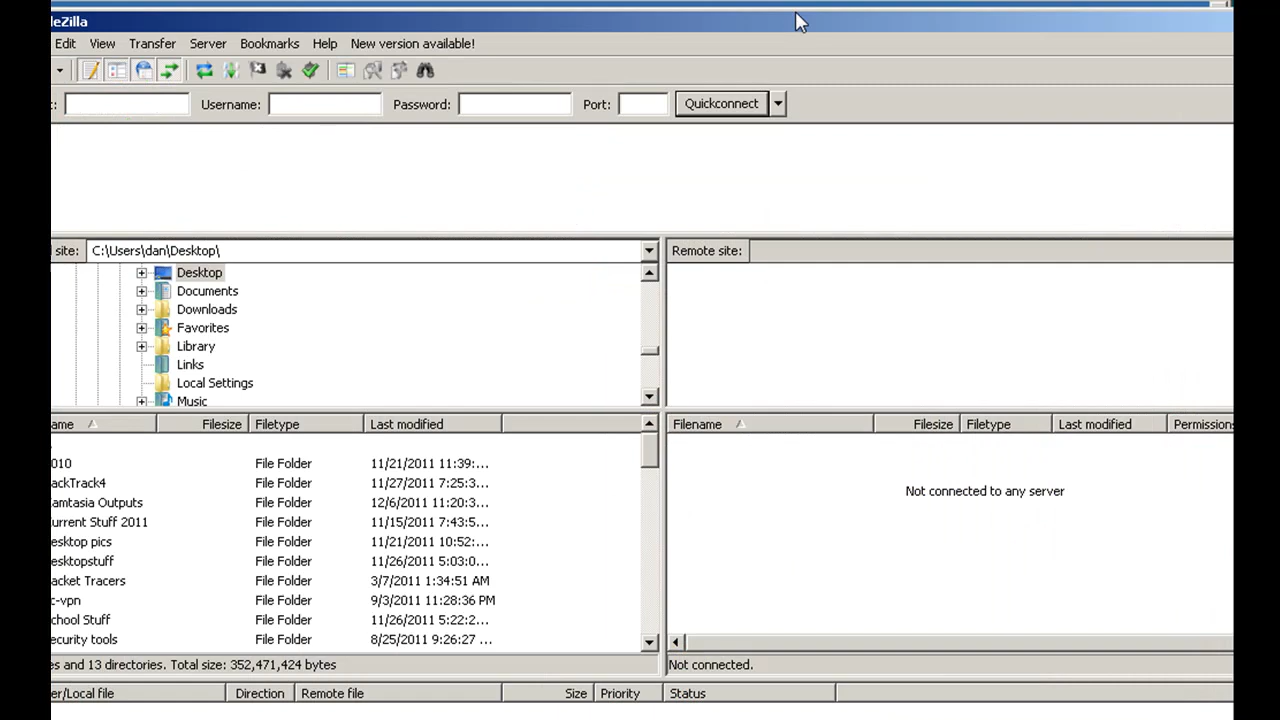 leZilla
Edit View Transfer Server Bookmarks Help New version available!
: Username: Password: Port: Quickconnect
site: C:\Users\dan\Desktop\
Remote site:
Desktop
Documents
Downloads
Favorites
Library
Links
Local Settings
Music
ame Filesize Filetype Last modified
Filename Filesize Filetype Last modified Permissions
010 File Folder 11/21/2011 11:39:...
ackTrack4 File Folder 11/27/2011 7:25:3...
amtasia Outputs File Folder 12/6/2011 11:20:3...
urrent Stuff 2011 File Folder 11/15/2011 7:43:5...
esktop pics File Folder 11/21/2011 10:52:...
esktopstuff File Folder 11/26/2011 5:03:0...
acket Tracers File Folder 3/7/2011 1:34:51 AM
c-vpn File Folder 9/3/2011 11:28:36 PM
chool Stuff File Folder 11/26/2011 5:22:2...
ecurity tools File Folder 8/25/2011 9:26:27 ...
Not connected to any server
es and 13 directories. Total size: 352,471,424 bytes
Not connected.
er/Local file Direction Remote file Size Priority Status